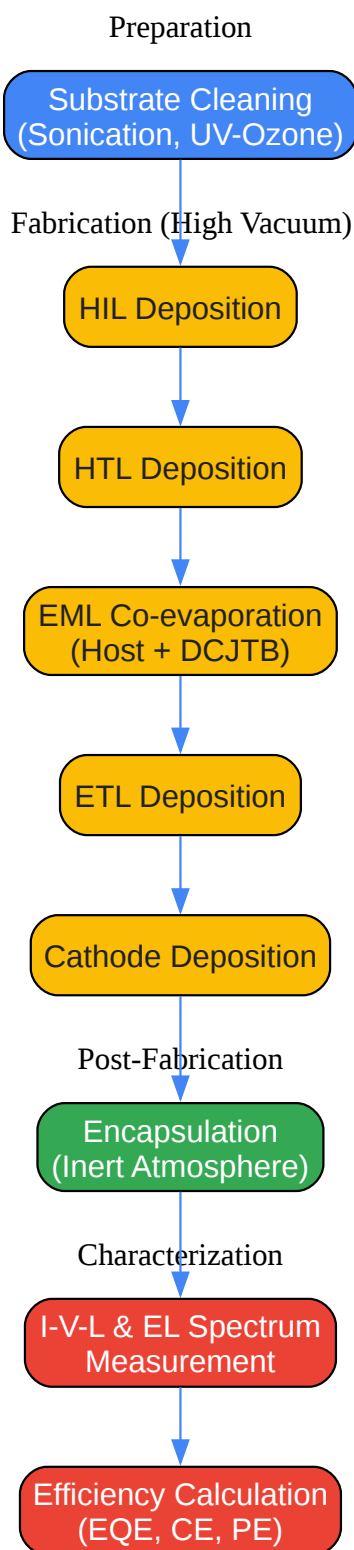 Preparation
Substrate Cleaning
(Sonication, UV-Ozone)
Fabrication (High Vacuum)
HIL Deposition
HTL Deposition
EML Co-evaporation
(Host + DCJTB)
ETL Deposition
Cathode Deposition
Post-Fabrication
Encapsulation
(Inert Atmosphere)
Characterization
I-V-L & EL Spectrum
Measurement
Efficiency Calculation
(EQE, CE, PE)